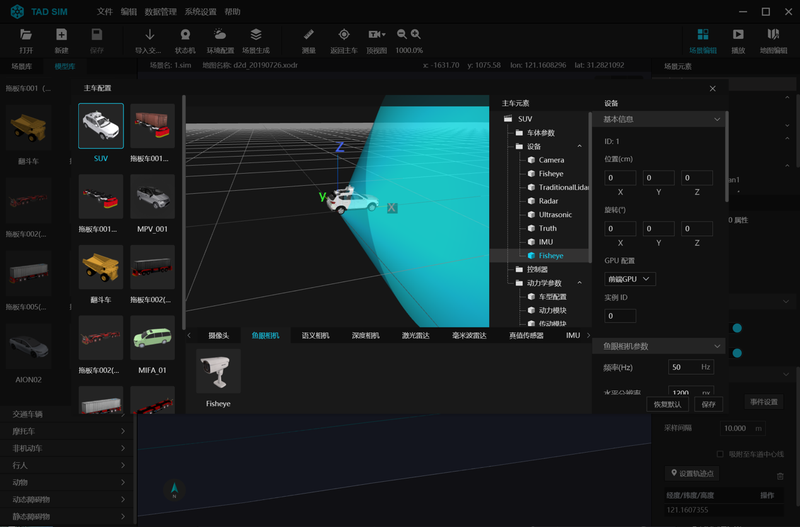 TAD SIM 文件 编辑 数据管理 系统设置 帮助
打开 新建 保存 导入交... 状态机 环境配置 场景生成 测量 返回主车 顶视图 1000.0% 场景编辑 播放 地图编辑
场景库 模型库 场景名: 1.sim 地图名称: d2d_20190726.xodr x: -1631.70 y: 1075.58 lon: 121.1608296 lat: 31.2821092 场景元素
拖板车001 (...
翻斗车
拖板车002(...
拖板车005(...
AION02
交通车辆
摩托车
非机动车
行人
动物
动态障碍物
静态障碍物
主车配置
SUV 拖板车001...
拖板车001... MPV_001
翻斗车 拖板车002(...
拖板车002(... MIFA_01
Z
y
X
摄像头 鱼眼相机 语义相机 深度相机 激光雷达 毫米波雷达 真值传感器 IMU
Fisheye
主车元素
SUV
车体参数
设备
Camera
Fisheye
TraditionalLidar
Radar
Ultrasonic
Truth
IMU
Fisheye
控制器
动力学参数
车型配置
动力模块
传动模块
设备
基本信息
ID: 1
位置(cm)
0 0 0
X Y Z
旋转(°)
0 0 0
X Y Z
GPU 配置
前端GPU
实例 ID
0
鱼眼相机参数
频率(Hz) 50 Hz
水平分辨率 1200 px
恢复默认 保存
an1
0 属性
事件设置
采样间隔 10.000 m
吸附至车道中心线
设置轨迹点
经度/纬度/高度 操作
121.1607355
N